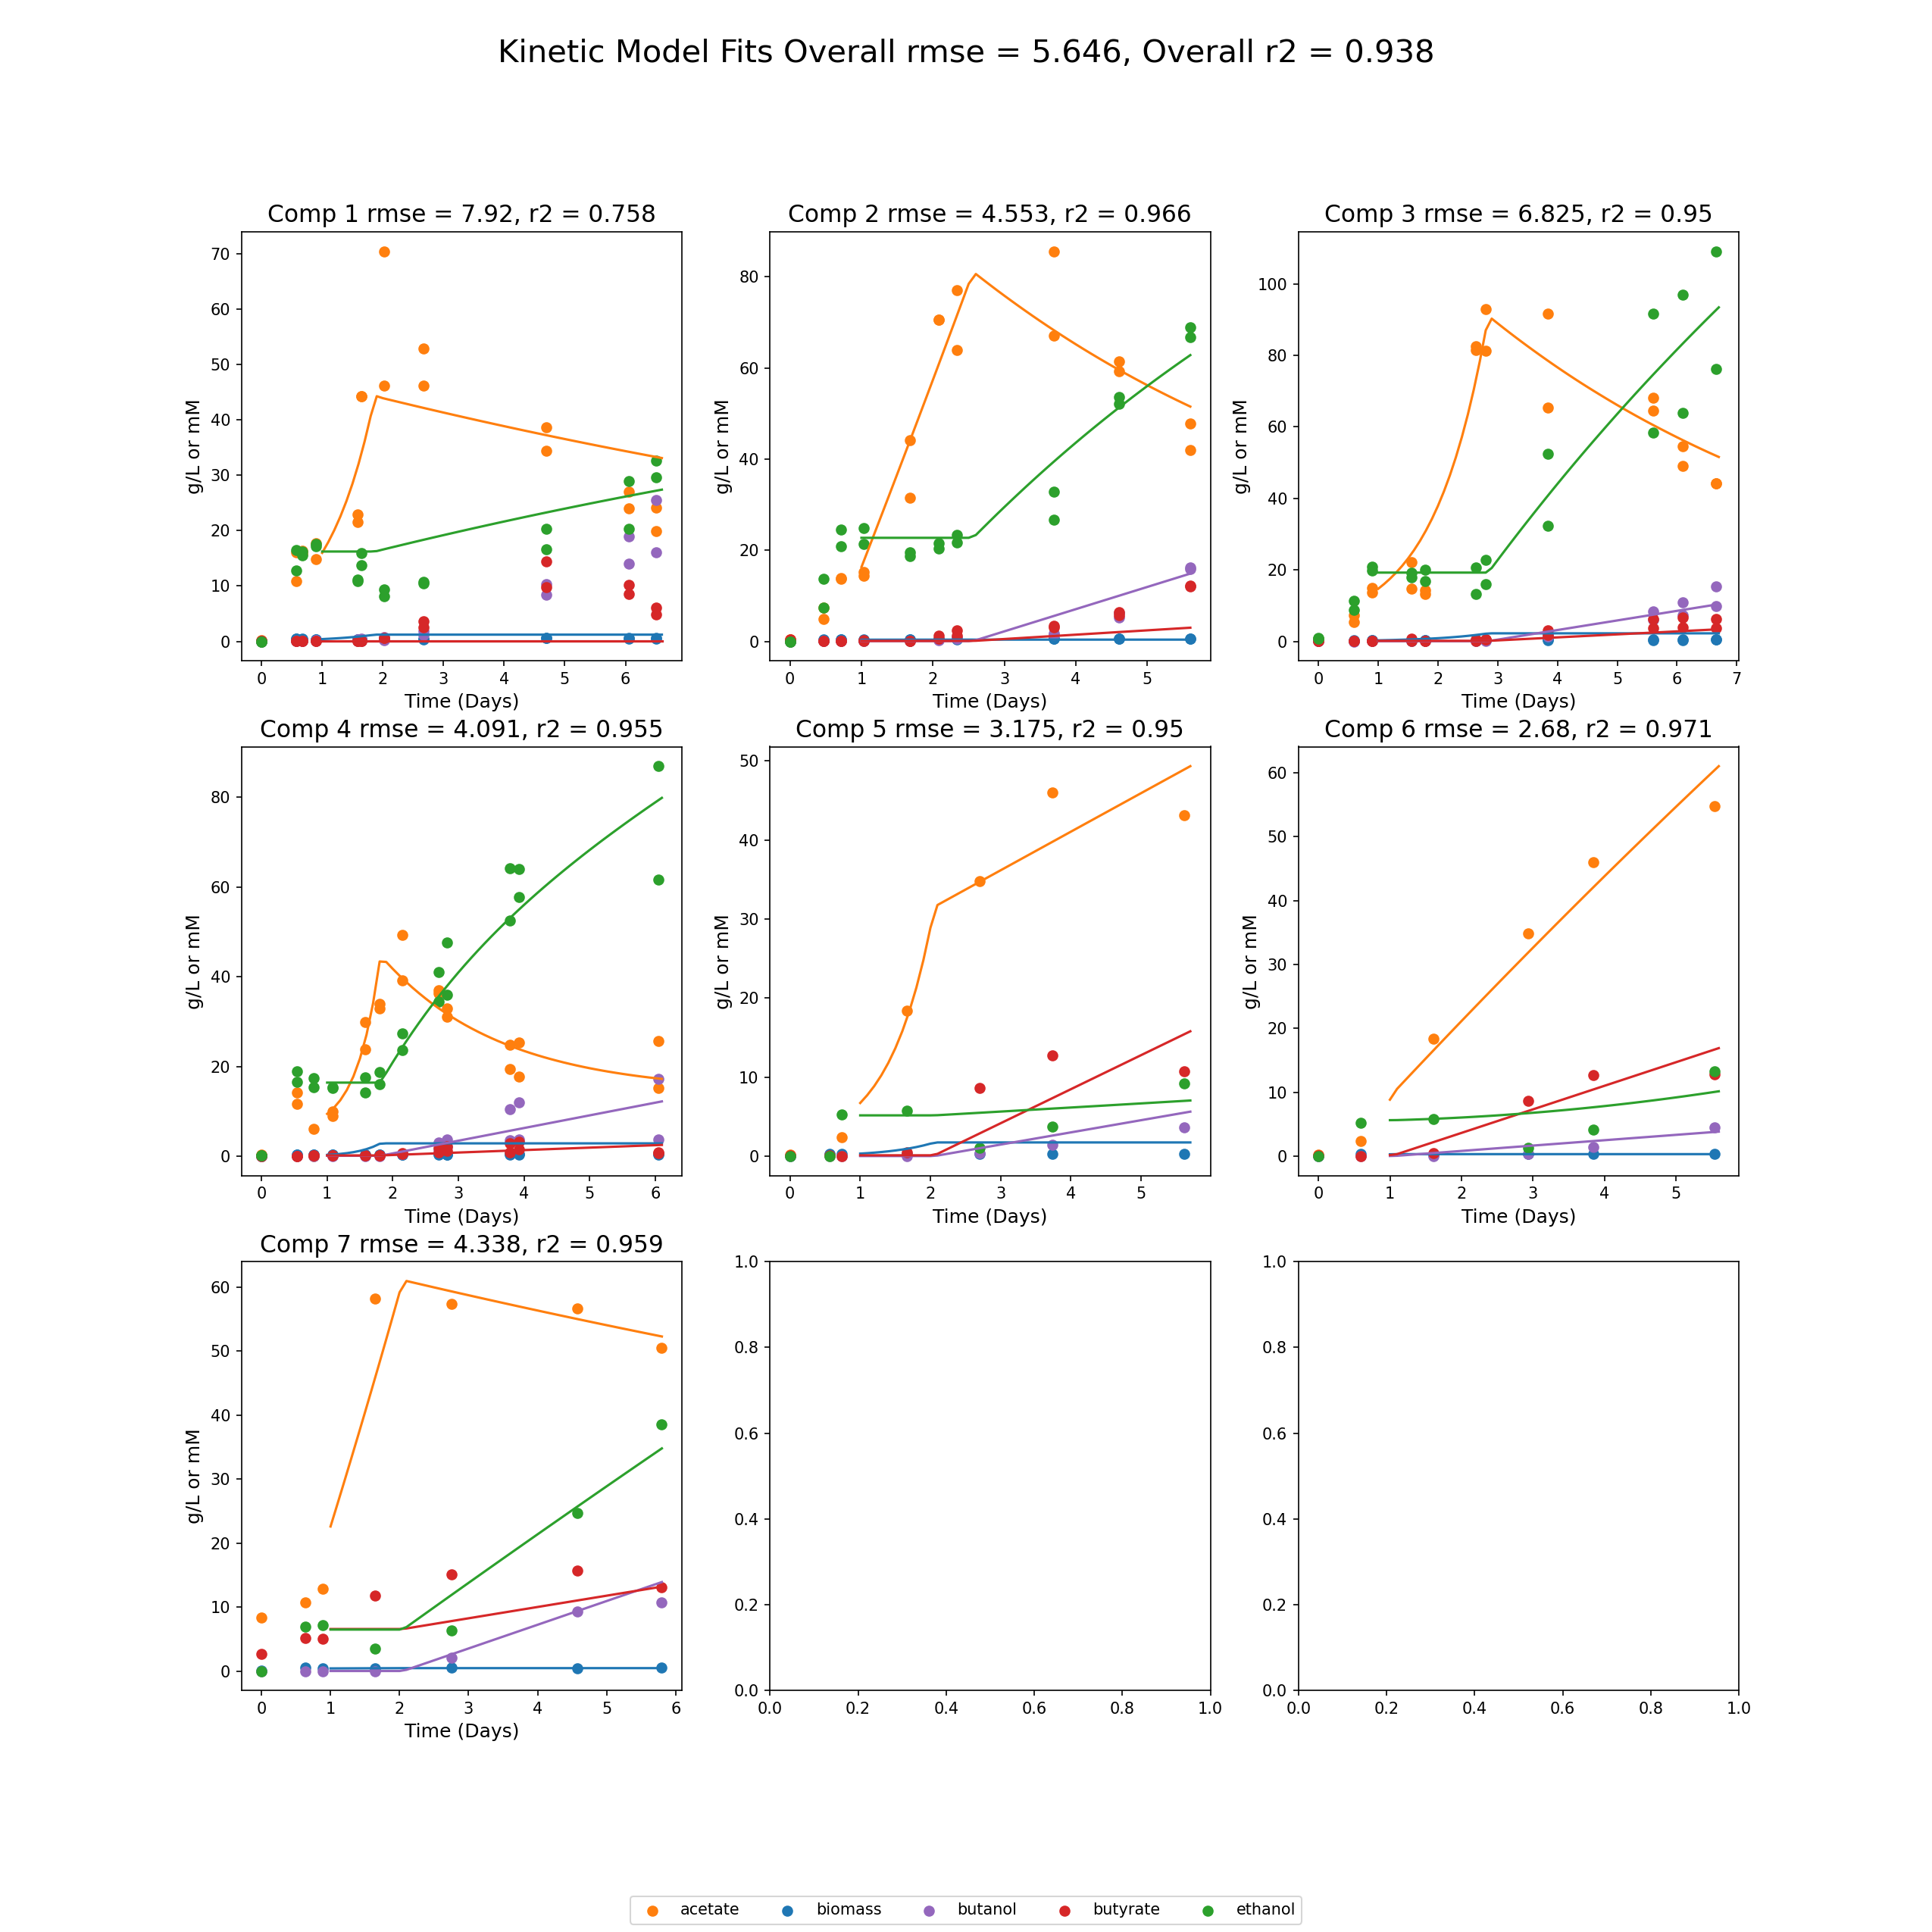 Kinetic Model Fits Overall rmse = 5.646, Overall r2 = 0.938
Comp 1 rmse = 7.92, r2 = 0.758
70
60
50
40
30
20
10
0
g/L or mM
0 1 2 3 4 5 6
Time (Days)
Comp 2 rmse = 4.553, r2 = 0.966
80
60
40
20
0
g/L or mM
0 1 2 3 4 5
Time (Days)
Comp 3 rmse = 6.825, r2 = 0.95
100
80
60
40
20
0
g/L or mM
0 1 2 3 4 5 6 7
Time (Days)
Comp 4 rmse = 4.091, r2 = 0.955
80
60
40
20
0
g/L or mM
0 1 2 3 4 5 6
Time (Days)
Comp 5 rmse = 3.175, r2 = 0.95
50
40
30
20
10
0
g/L or mM
0 1 2 3 4 5
Time (Days)
Comp 6 rmse = 2.68, r2 = 0.971
60
50
40
30
20
10
0
g/L or mM
0 1 2 3 4 5
Time (Days)
Comp 7 rmse = 4.338, r2 = 0.959
60
50
40
30
20
10
0
g/L or mM
0 1 2 3 4 5 6
Time (Days)
1.0
0.8
0.6
0.4
0.2
0.0
0.0 0.2 0.4 0.6 0.8 1.0
1.0
0.8
0.6
0.4
0.2
0.0
0.0 0.2 0.4 0.6 0.8 1.0
acetate biomass butanol butyrate ethanol